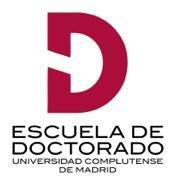 D
ESCUELA DE
DOCTORADO
UNIVERSIDAD COMPLUTENSE
DE MADRID